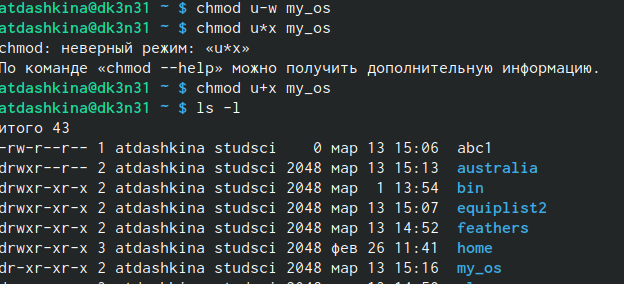 atdashkina@dk3n31 ~ $ chmod u-w my_os
atdashkina@dk3n31 ~ $ chmod u*x my_os
chmod: неверный режим: «u*x»
По команде «chmod --help» можно получить дополнительную информацию.
atdashkina@dk3n31 ~ $ chmod u+x my_os
atdashkina@dk3n31 ~ $ ls -l
итого 43
-rw-r--r-- 1 atdashkina studsci    0 мар 13 15:06  abc1
drwxr--r-- 2 atdashkina studsci 2048 мар 13 15:13  australia
drwxr-xr-x 2 atdashkina studsci 2048 мар  1 13:54  bin
drwxr-xr-x 2 atdashkina studsci 2048 мар 13 15:07  equiplist2
drwxr-xr-x 2 atdashkina studsci 2048 мар 13 14:52  feathers
drwxr-xr-x 3 atdashkina studsci 2048 фев 26 11:41  home
dr-xr-xr-x 2 atdashkina studsci 2048 мар 13 15:16  my_os